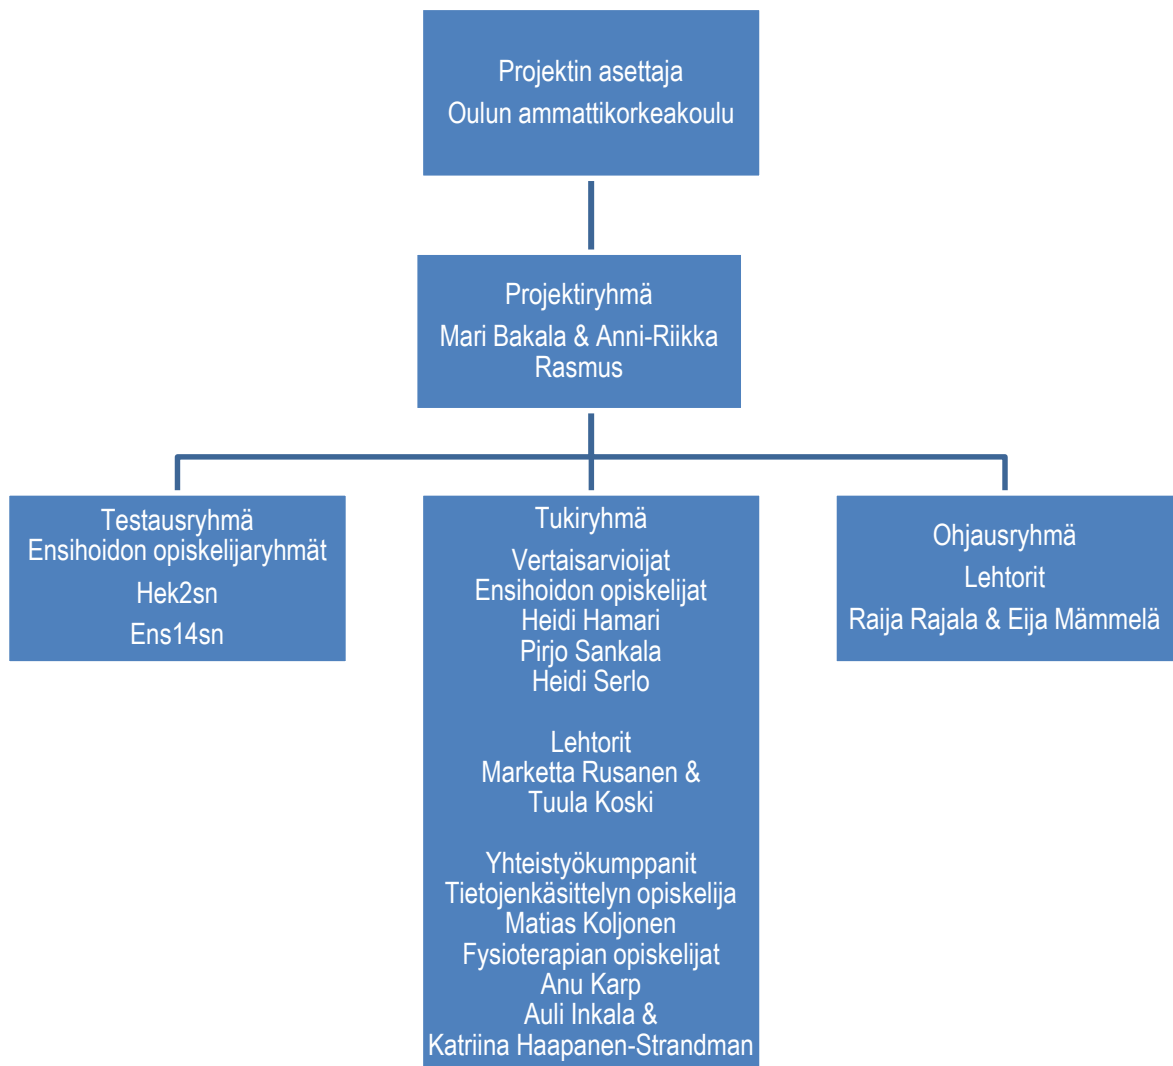 Projektin asettaja
Oulun ammattikorkeakoulu
Projektiryhmä
Mari Bakala & Anni-Riikka
Rasmus
Testausryhmä
Ensihoidon opiskelijaryhmät
Hek2sn
Ens14sn
Tukiryhmä
Vertaisarvioijat
Ensihoidon opiskelijat
Heidi Hamari
Pirjo Sankala
Heidi Serlo
Lehtorit
Marketta Rusanen &
Tuula Koski
Yhteistyökumppanit
Tietojenkäsittelyn opiskelija
Matias Koljonen
Fysioterapian opiskelijat
Anu Karp
Auli Inkala &
Katriina Haapanen-Strandman
Ohjausryhmä
Lehtorit
Raija Rajala & Eija Mämmelä